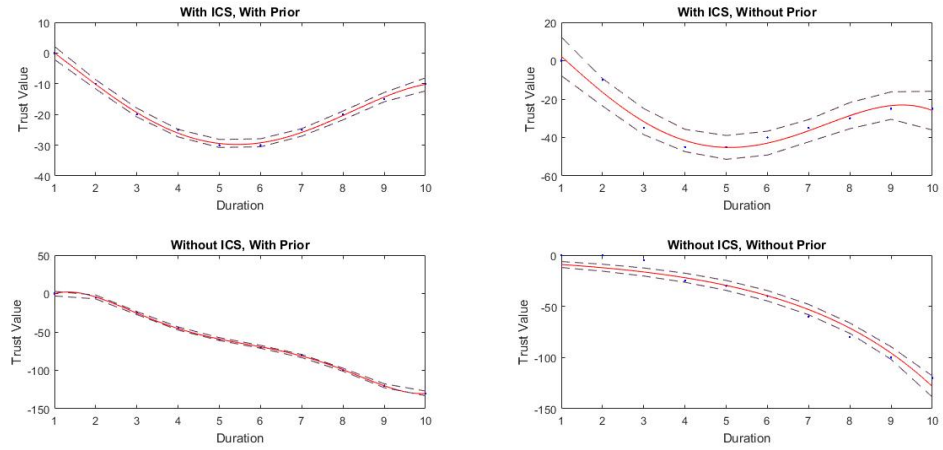 With ICS, With Prior
10
0
-10
-20
-30
-40
Trust Value
1 2 3 4 5 6 7 8 9 10
Duration
With ICS, Without Prior
20
0
-20
-40
-60
Trust Value
1 2 3 4 5 6 7 8 9 10
Duration
Without ICS, With Prior
50
0
-50
-100
-150
Trust Value
1 2 3 4 5 6 7 8 9 10
Duration
Without ICS, Without Prior
0
-50
-100
-150
Trust Value
1 2 3 4 5 6 7 8 9 10
Duration